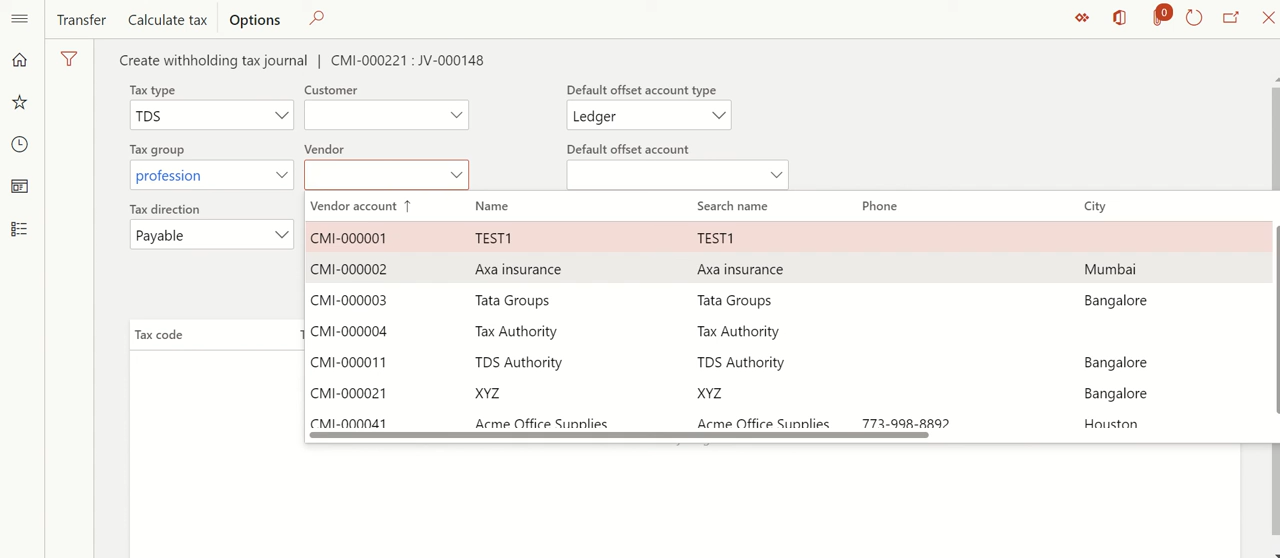 Transfer Calculate tax Options
0
Create withholding tax journal | CMI-000221 : JV-000148
Tax type Customer Default offset account type
TDS Ledger
Tax group Vendor Default offset account
profession
Tax direction
Payable
Vendor account ↑ Name Search name Phone City
CMI-000001 TEST1 TEST1
CMI-000002 Axa insurance Axa insurance Mumbai
CMI-000003 Tata Groups Tata Groups Bangalore
CMI-000004 Tax Authority Tax Authority
CMI-000011 TDS Authority TDS Authority Bangalore
CMI-000021 XYZ XYZ Bangalore
CMI-000041 Acme Office Supplies Acme Office Supplies 773-998-8892 Houston
Tax code